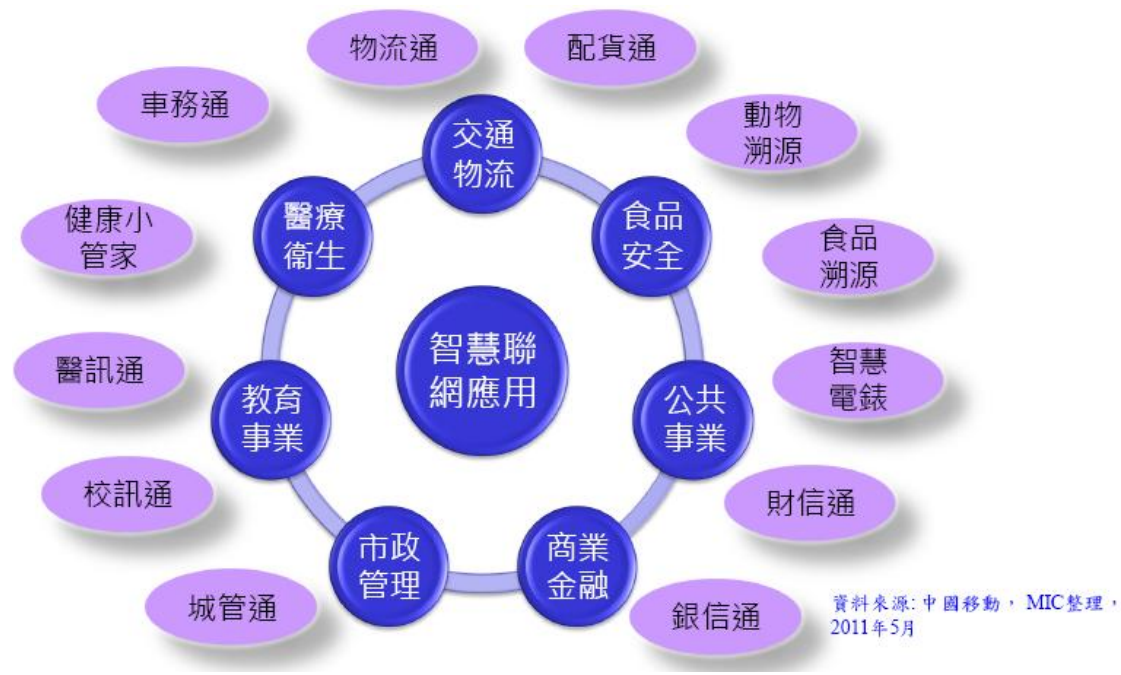 物流通
配貨通
車務通
交通
物流
動物
溯源
健康小
管家
醫療
衛生
食品
安全
食品
溯源
智慧聯
網應用
醫訊通
智慧
電錶
教育
事業
公共
事業
校訊通
財信通
市政
管理
商業
金融
城管通
銀信通
資料來源: 中國移動, MIC整理,
2011年5月